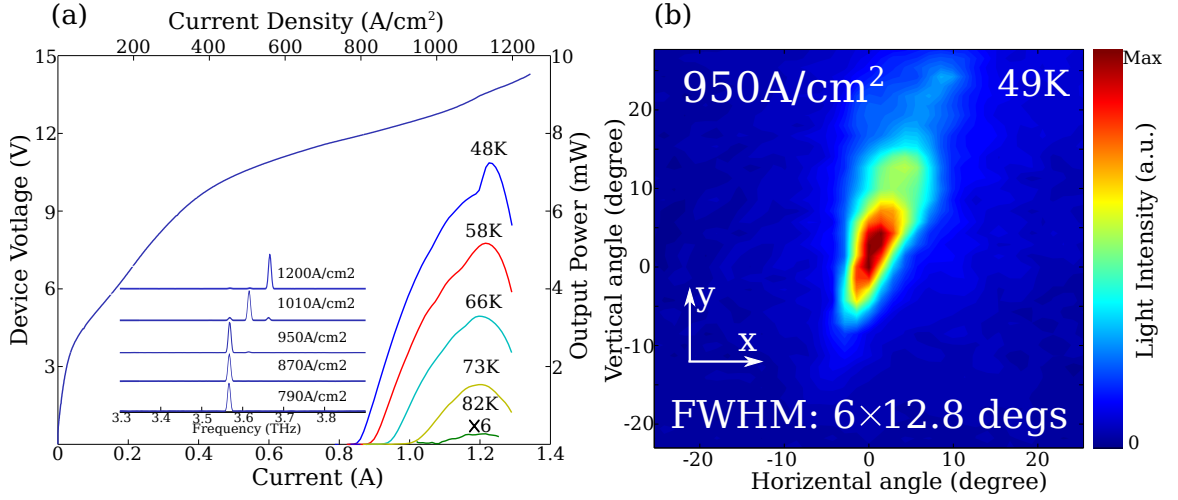 (a)
Current Density (A/cm²)
200 400 600 800 1000 1200
15
12
9
6
3
Device Votlage (V)
10
8
6
4
2
Output Power (mW)
48K
58K
66K
73K
82K
×6
1200A/cm2
1010A/cm2
950A/cm2
870A/cm2
790A/cm2
3.3 3.4 3.5 3.6 3.7 3.8
Frequency (THz)
0 0.2 0.4 0.6 0.8 1.0 1.2 1.4
Current (A)
(b)
950A/cm²
49K
20
10
0
-10
-20
Vertical angle (degree)
y
x
FWHM: 6×12.8 degs
-20 -10 0 10 20
Horizental angle (degree)
Max
0
Light Intensity (a.u.)